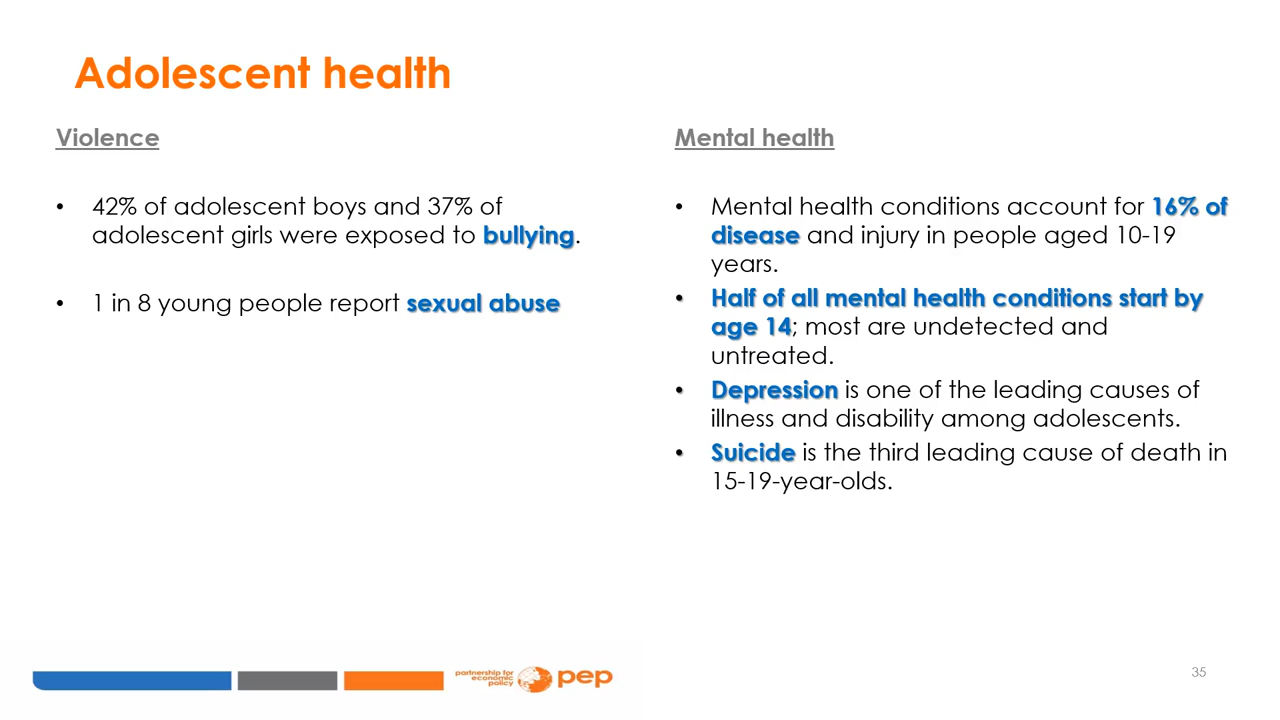 Adolescent health
Violence
• 42% of adolescent boys and 37% of
adolescent girls were exposed to bullying.
• 1 in 8 young people report sexual abuse
Mental health
• Mental health conditions account for 16% of
disease and injury in people aged 10-19
years.
• Half of all mental health conditions start by
age 14; most are undetected and
untreated.
• Depression is one of the leading causes of
illness and disability among adolescents.
• Suicide is the third leading cause of death in
15-19-year-olds.
partnership for
economic
policy
pep
35